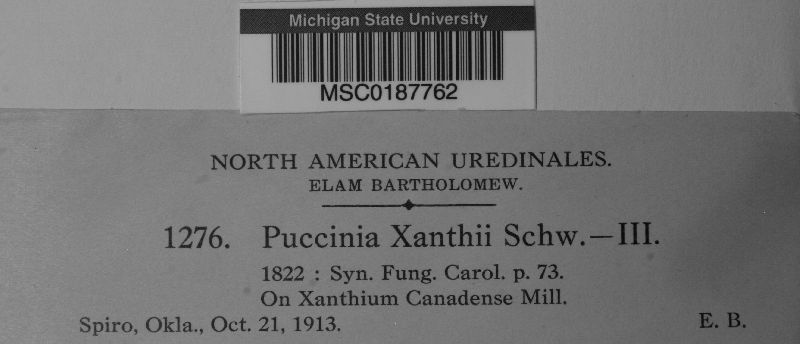 Michigan State University
MSC0187762
NORTH AMERICAN UREDINALES.
ELAM BARTHOLOMEW.
1276. Puccinia Xanthii Schw.—III.
1822 : Syn. Fung. Carol. p. 73.
On Xanthium Canadense Mill.
Spiro, Okla., Oct. 21, 1913. E. B.